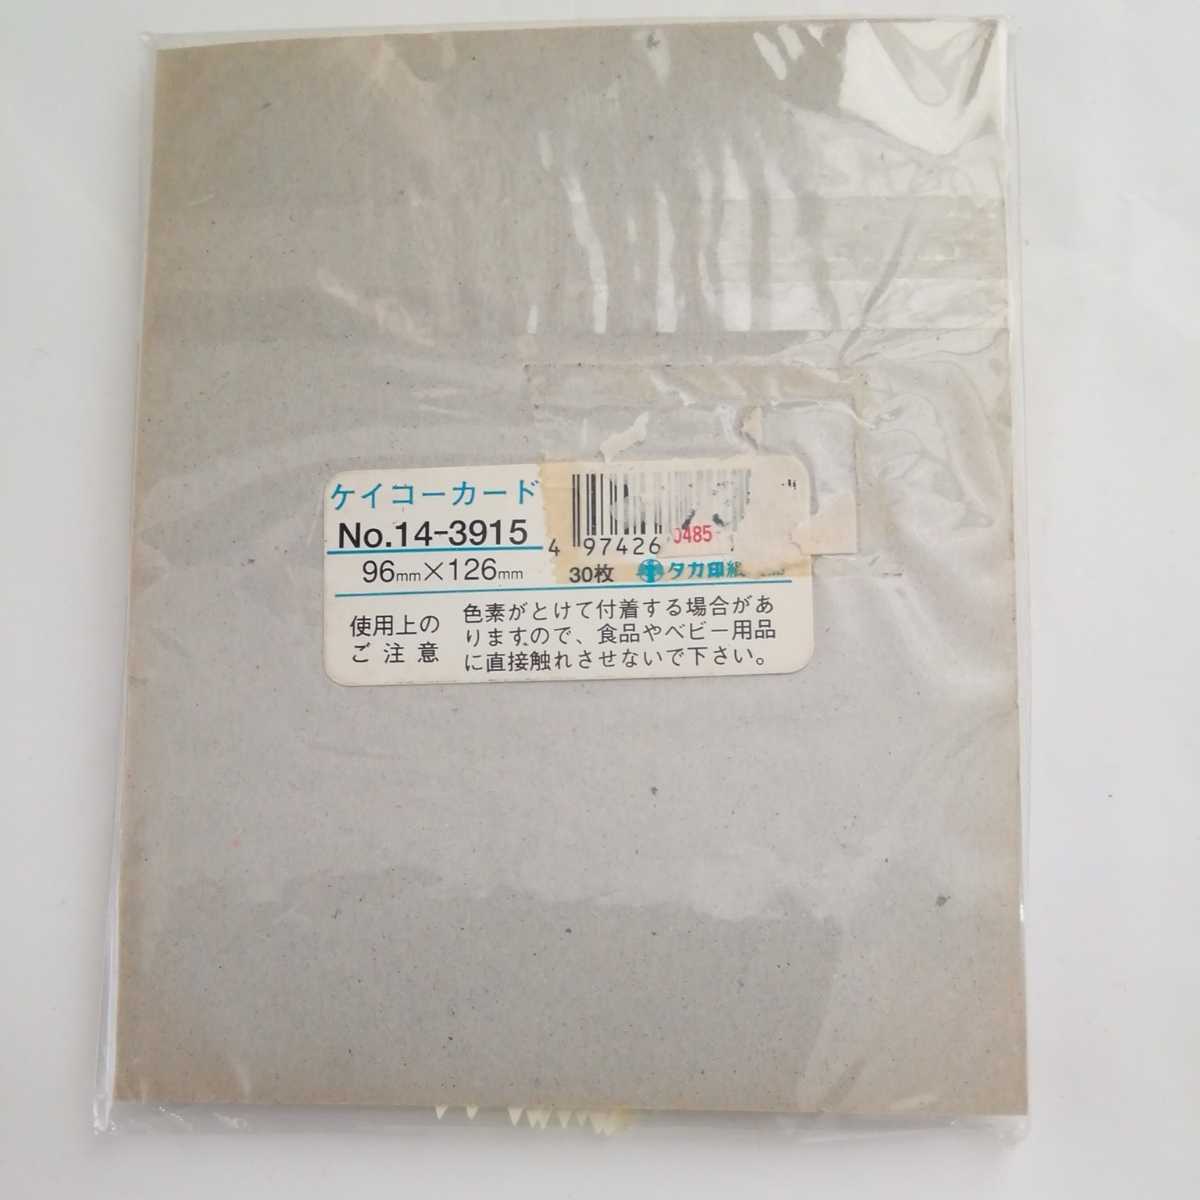 ケイコーカード
No.14-3915
4 97426 0485
96mm×126mm 30枚 タカ印紙
使用上の
ご注意
色素がとけて付着する場合があ
りますので、食品やベビー用品
に直接触れさせないで下さい。